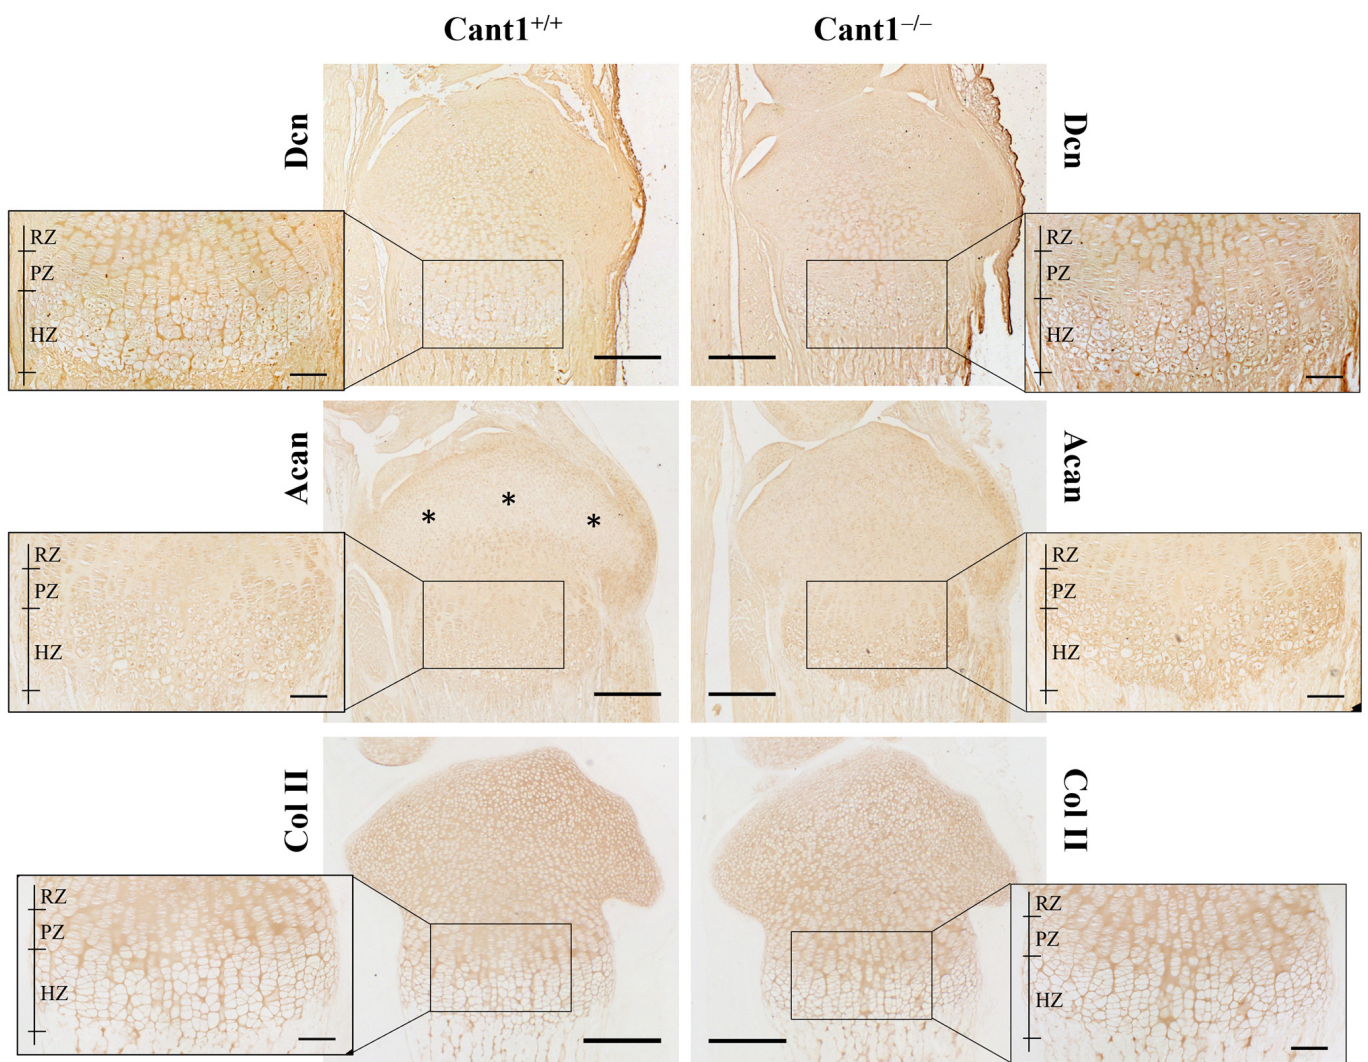 Cant1+/+
Cant1–/–
Dcn
Dcn
RZ
PZ
HZ
RZ
PZ
HZ
Acan
Acan
* * *
RZ
PZ
HZ
RZ
PZ
HZ
Col II
Col II
RZ
PZ
HZ
RZ
PZ
HZ